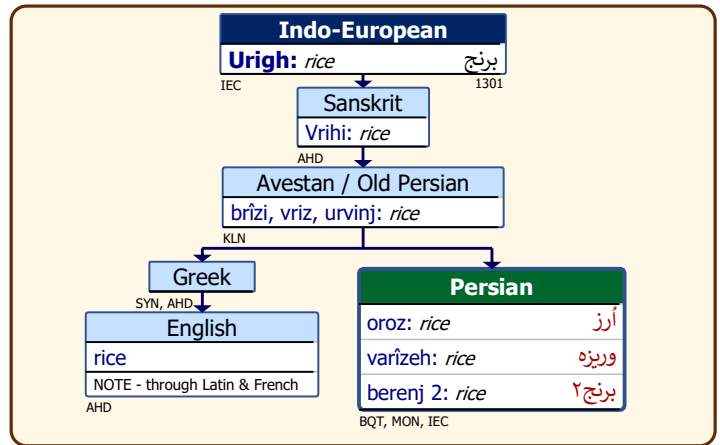 Indo-European
Urigh: rice برنج
IEC 1301
Sanskrit
Vrihi: rice
AHD
Avestan / Old Persian
brîzi, vriz, urvinj: rice
KLN
Greek
SYN, AHD
English
rice
NOTE - through Latin & French
AHD
Persian
oroz: rice اُرز
varîzeh: rice وریزه
berenj 2: rice برنج۲
BQT, MON, IEC